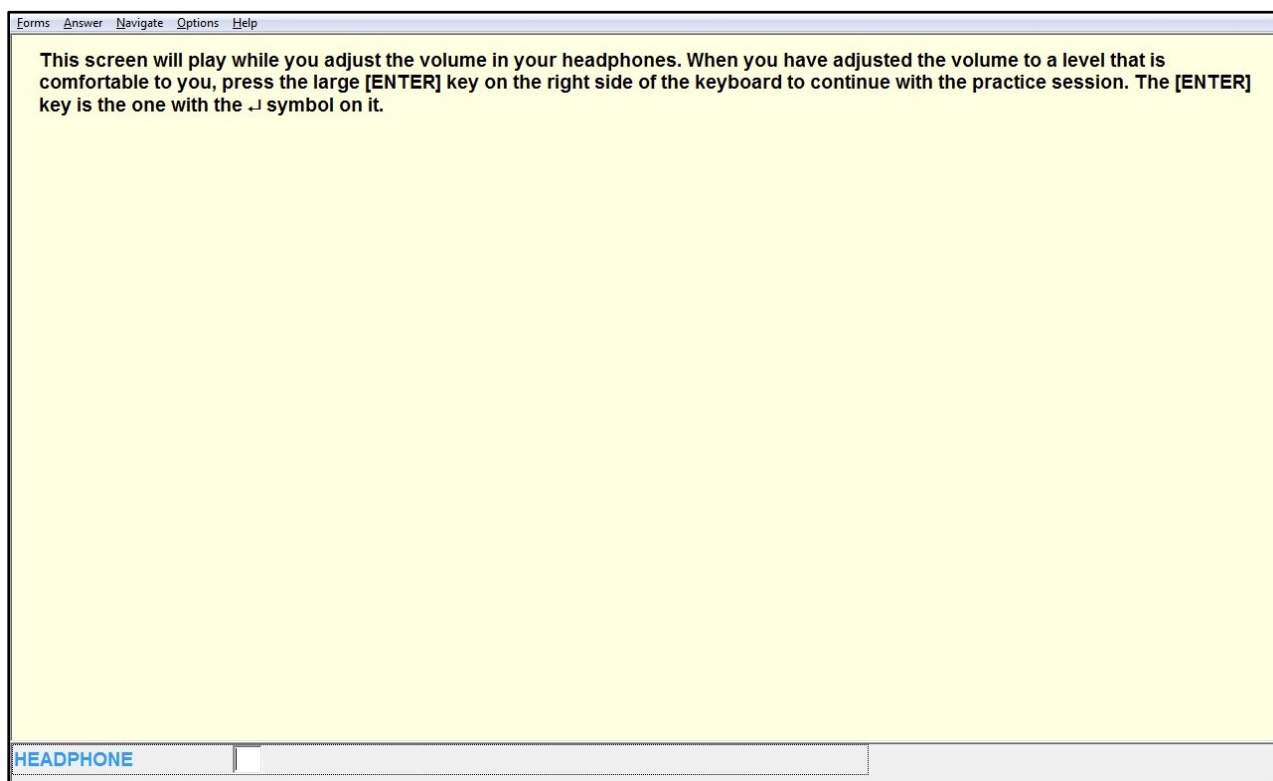 Forms Answer Navigate Options Help
This screen will play while you adjust the volume in your headphones. When you have adjusted the volume to a level that is
comfortable to you, press the large [ENTER] key on the right side of the keyboard to continue with the practice session. The [ENTER]
key is the one with the ↵ symbol on it.
HEADPHONE